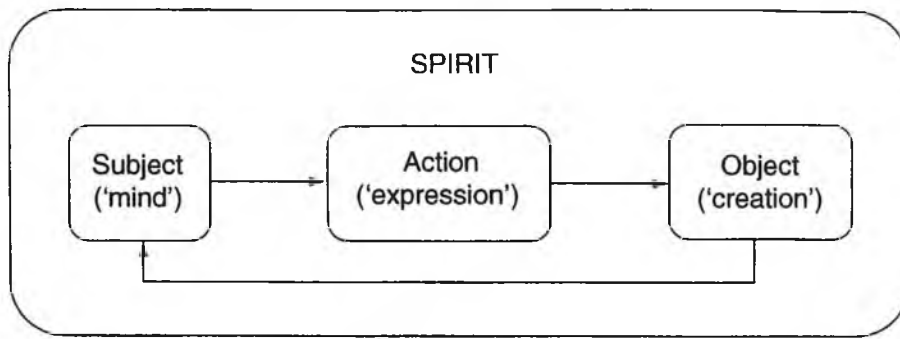 SPIRIT
Subject
('mind')
Action
('expression')
Object
('creation')